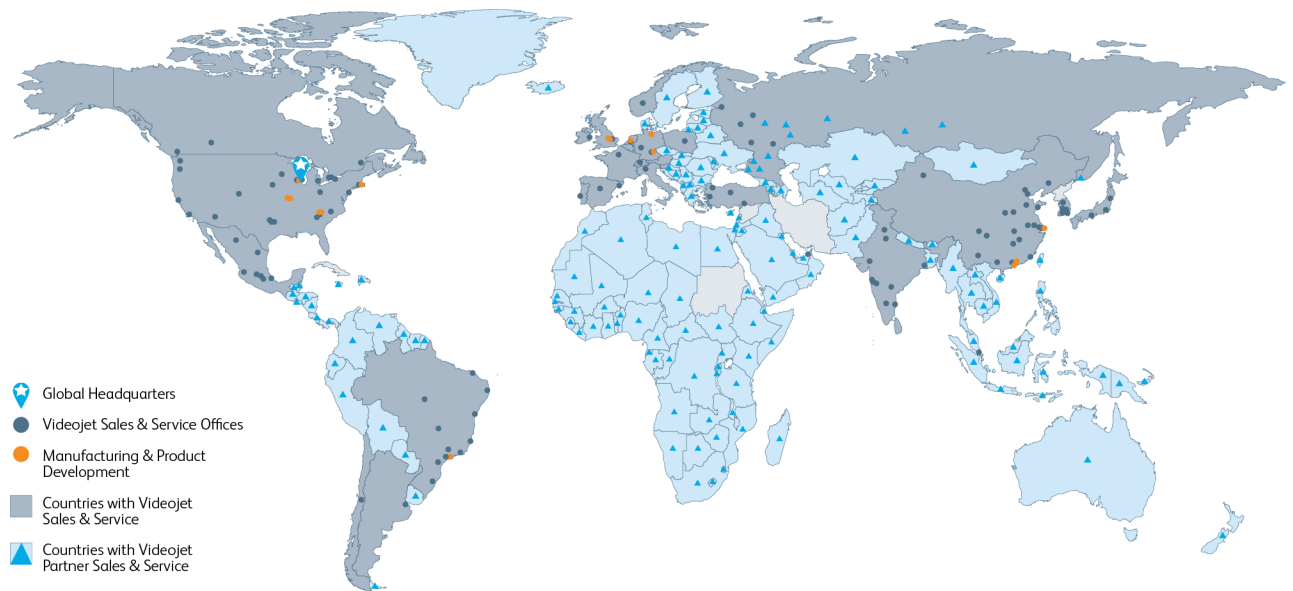 Global Headquarters
Videojet Sales & Service Offices
Manufacturing & Product
Development
Countries with Videojet
Sales & Service
Countries with Videojet
Partner Sales & Service